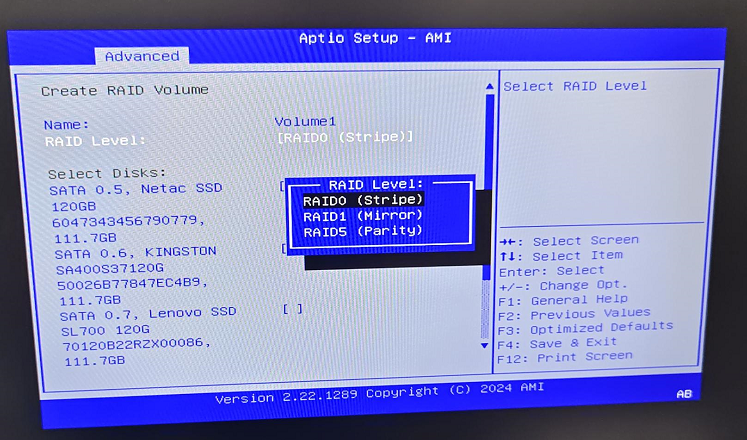 Aptio Setup - AMI
Advanced
Create RAID Volume
Select RAID Level
Name: Volume1
RAID Level: [RAID0 (Stripe)]
Select Disks:
SATA 0.5, Netac SSD [
120GB
6047343456790779,
111.7GB
SATA 0.6, KINGSTON [
SA400S37120G
50026B77847EC4B9,
111.7GB
SATA 0.7, Lenovo SSD [ ]
SL700 120G
70120B22RZX00086,
111.7GB
RAID Level:
RAID0 (Stripe)
RAID1 (Mirror)
RAID5 (Parity)
→←: Select Screen
↑↓: Select Item
Enter: Select
+/-: Change Opt.
F1: General Help
F2: Previous Values
F3: Optimized Defaults
F4: Save & Exit
F12: Print Screen
Version 2.22.1289 Copyright (C) 2024 AMI
AB